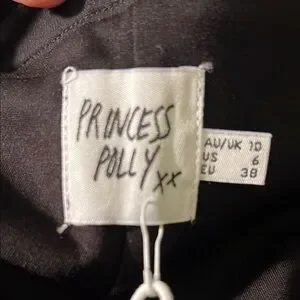 PRINCESS
POLLY xx
AU/UK 10
US 6
EU 38